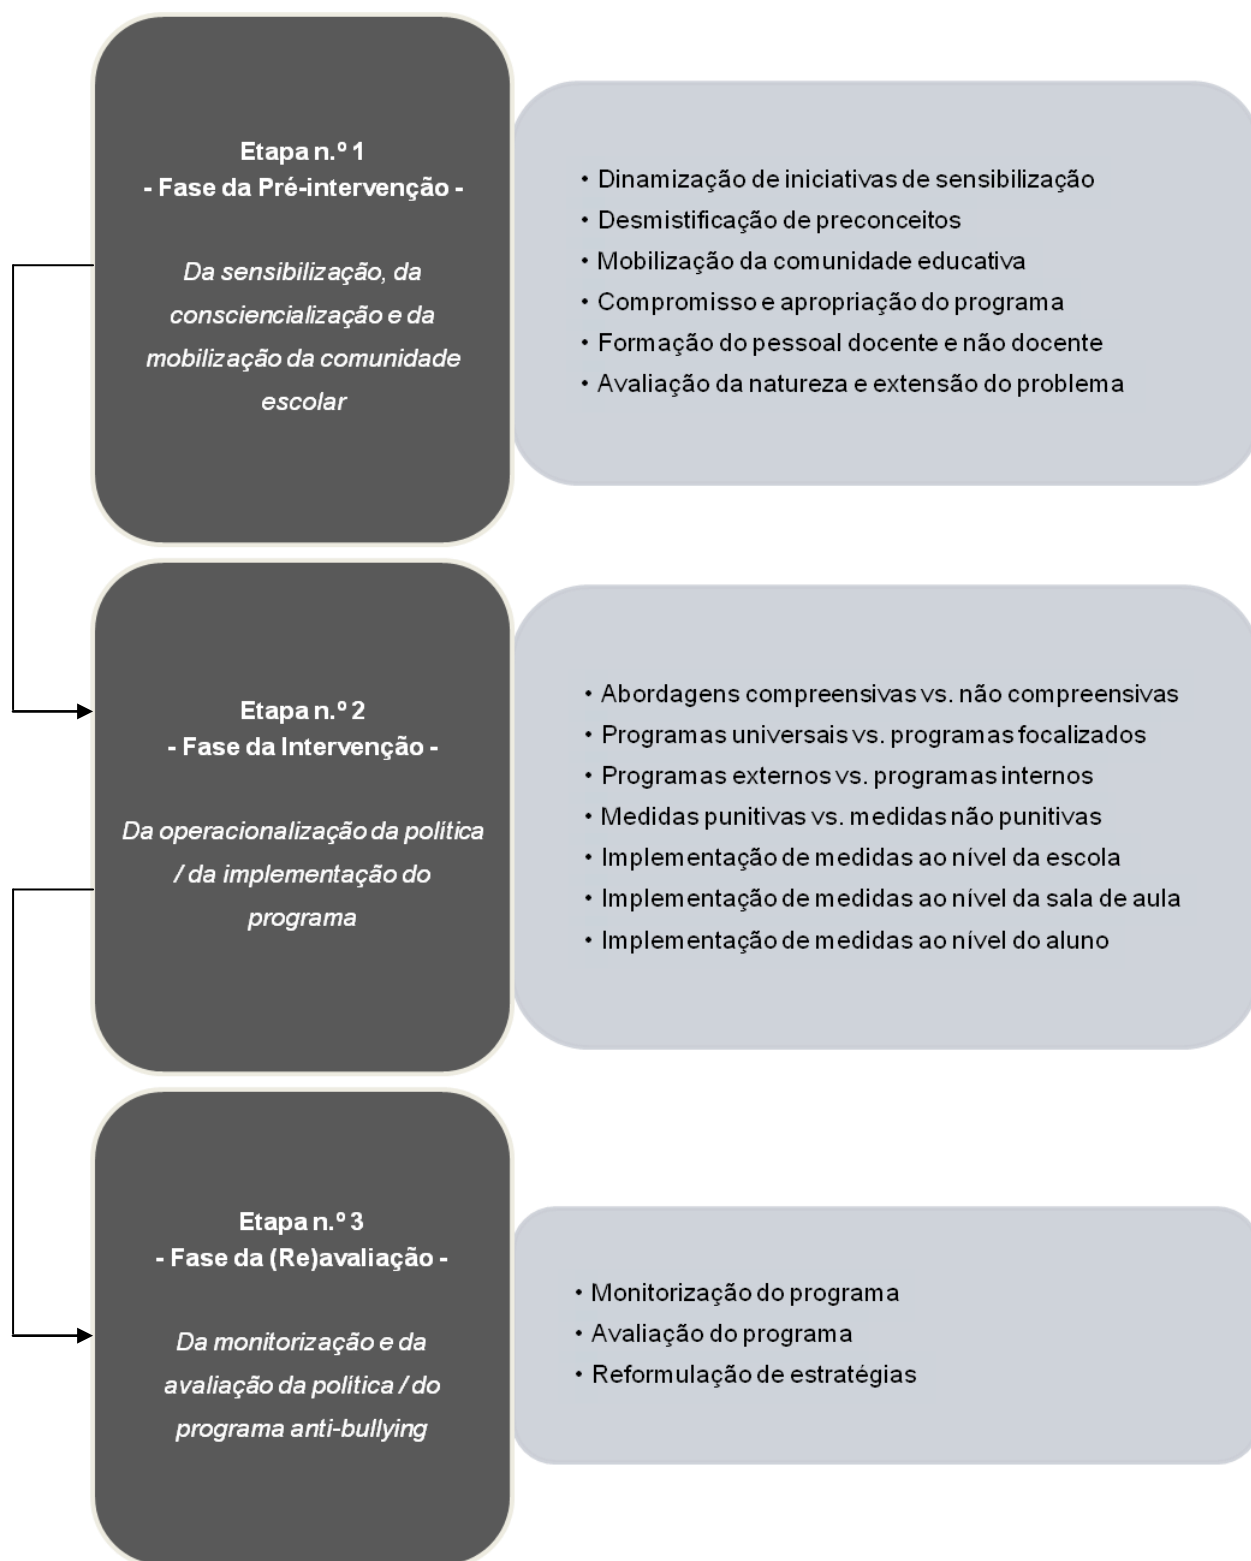 Etapa n.º 1
- Fase da Pré-intervenção -
Da sensibilização, da
consciencialização e da
mobilização da comunidade
escolar
• Dinamização de iniciativas de sensibilização
• Desmistificação de preconceitos
• Mobilização da comunidade educativa
• Compromisso e apropriação do programa
• Formação do pessoal docente e não docente
• Avaliação da natureza e extensão do problema
Etapa n.º 2
- Fase da Intervenção -
Da operacionalização da política
/ da implementação do
programa
• Abordagens compreensivas vs. não compreensivas
• Programas universais vs. programas focalizados
• Programas externos vs. programas internos
• Medidas punitivas vs. medidas não punitivas
• Implementação de medidas ao nível da escola
• Implementação de medidas ao nível da sala de aula
• Implementação de medidas ao nível do aluno
Etapa n.º 3
- Fase da (Re)avaliação -
Da monitorização e da
avaliação da política / do
programa anti-bullying
• Monitorização do programa
• Avaliação do programa
• Reformulação de estratégias